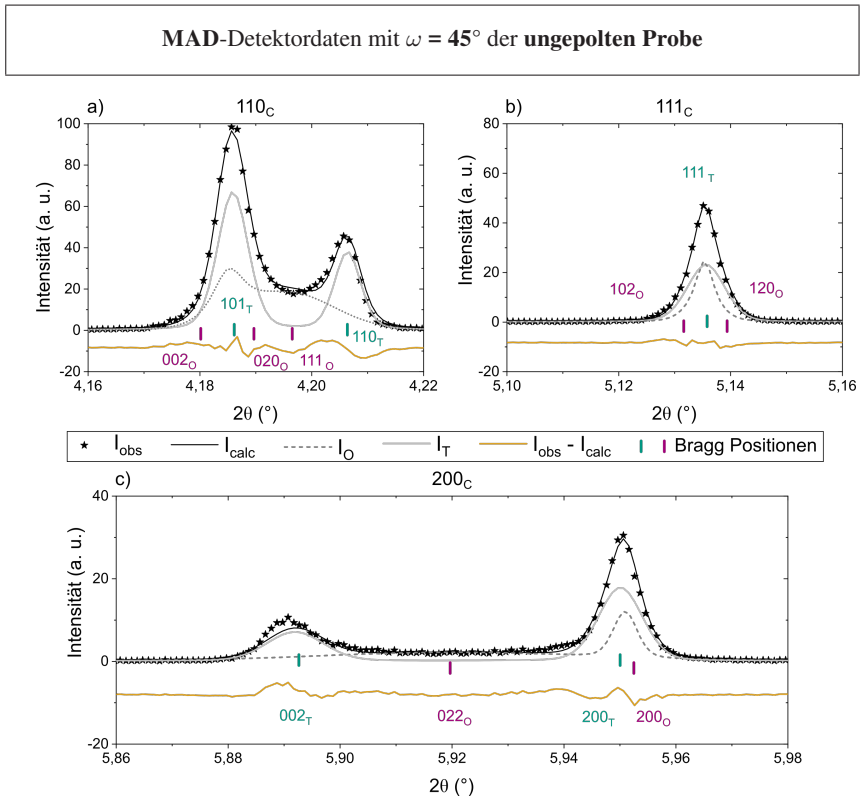 MAD-Detektordaten mit ω = 45° der ungepolten Probe
a) 110C
b) 111C
Intensität (a. u.)
100
80
60
40
20
0
-20
4,16 4,18 4,20 4,22
2θ (°)
101T
110T
002O 020O 111O
Intensität (a. u.)
80
60
40
20
0
-20
5,10 5,12 5,14 5,16
2θ (°)
111T
102O 120O
Iobs Icalc IO IT Iobs - Icalc Bragg Positionen
c) 200C
Intensität (a. u.)
40
20
0
-20
5,86 5,88 5,90 5,92 5,94 5,96 5,98
2θ (°)
002T 022O 200T 200O